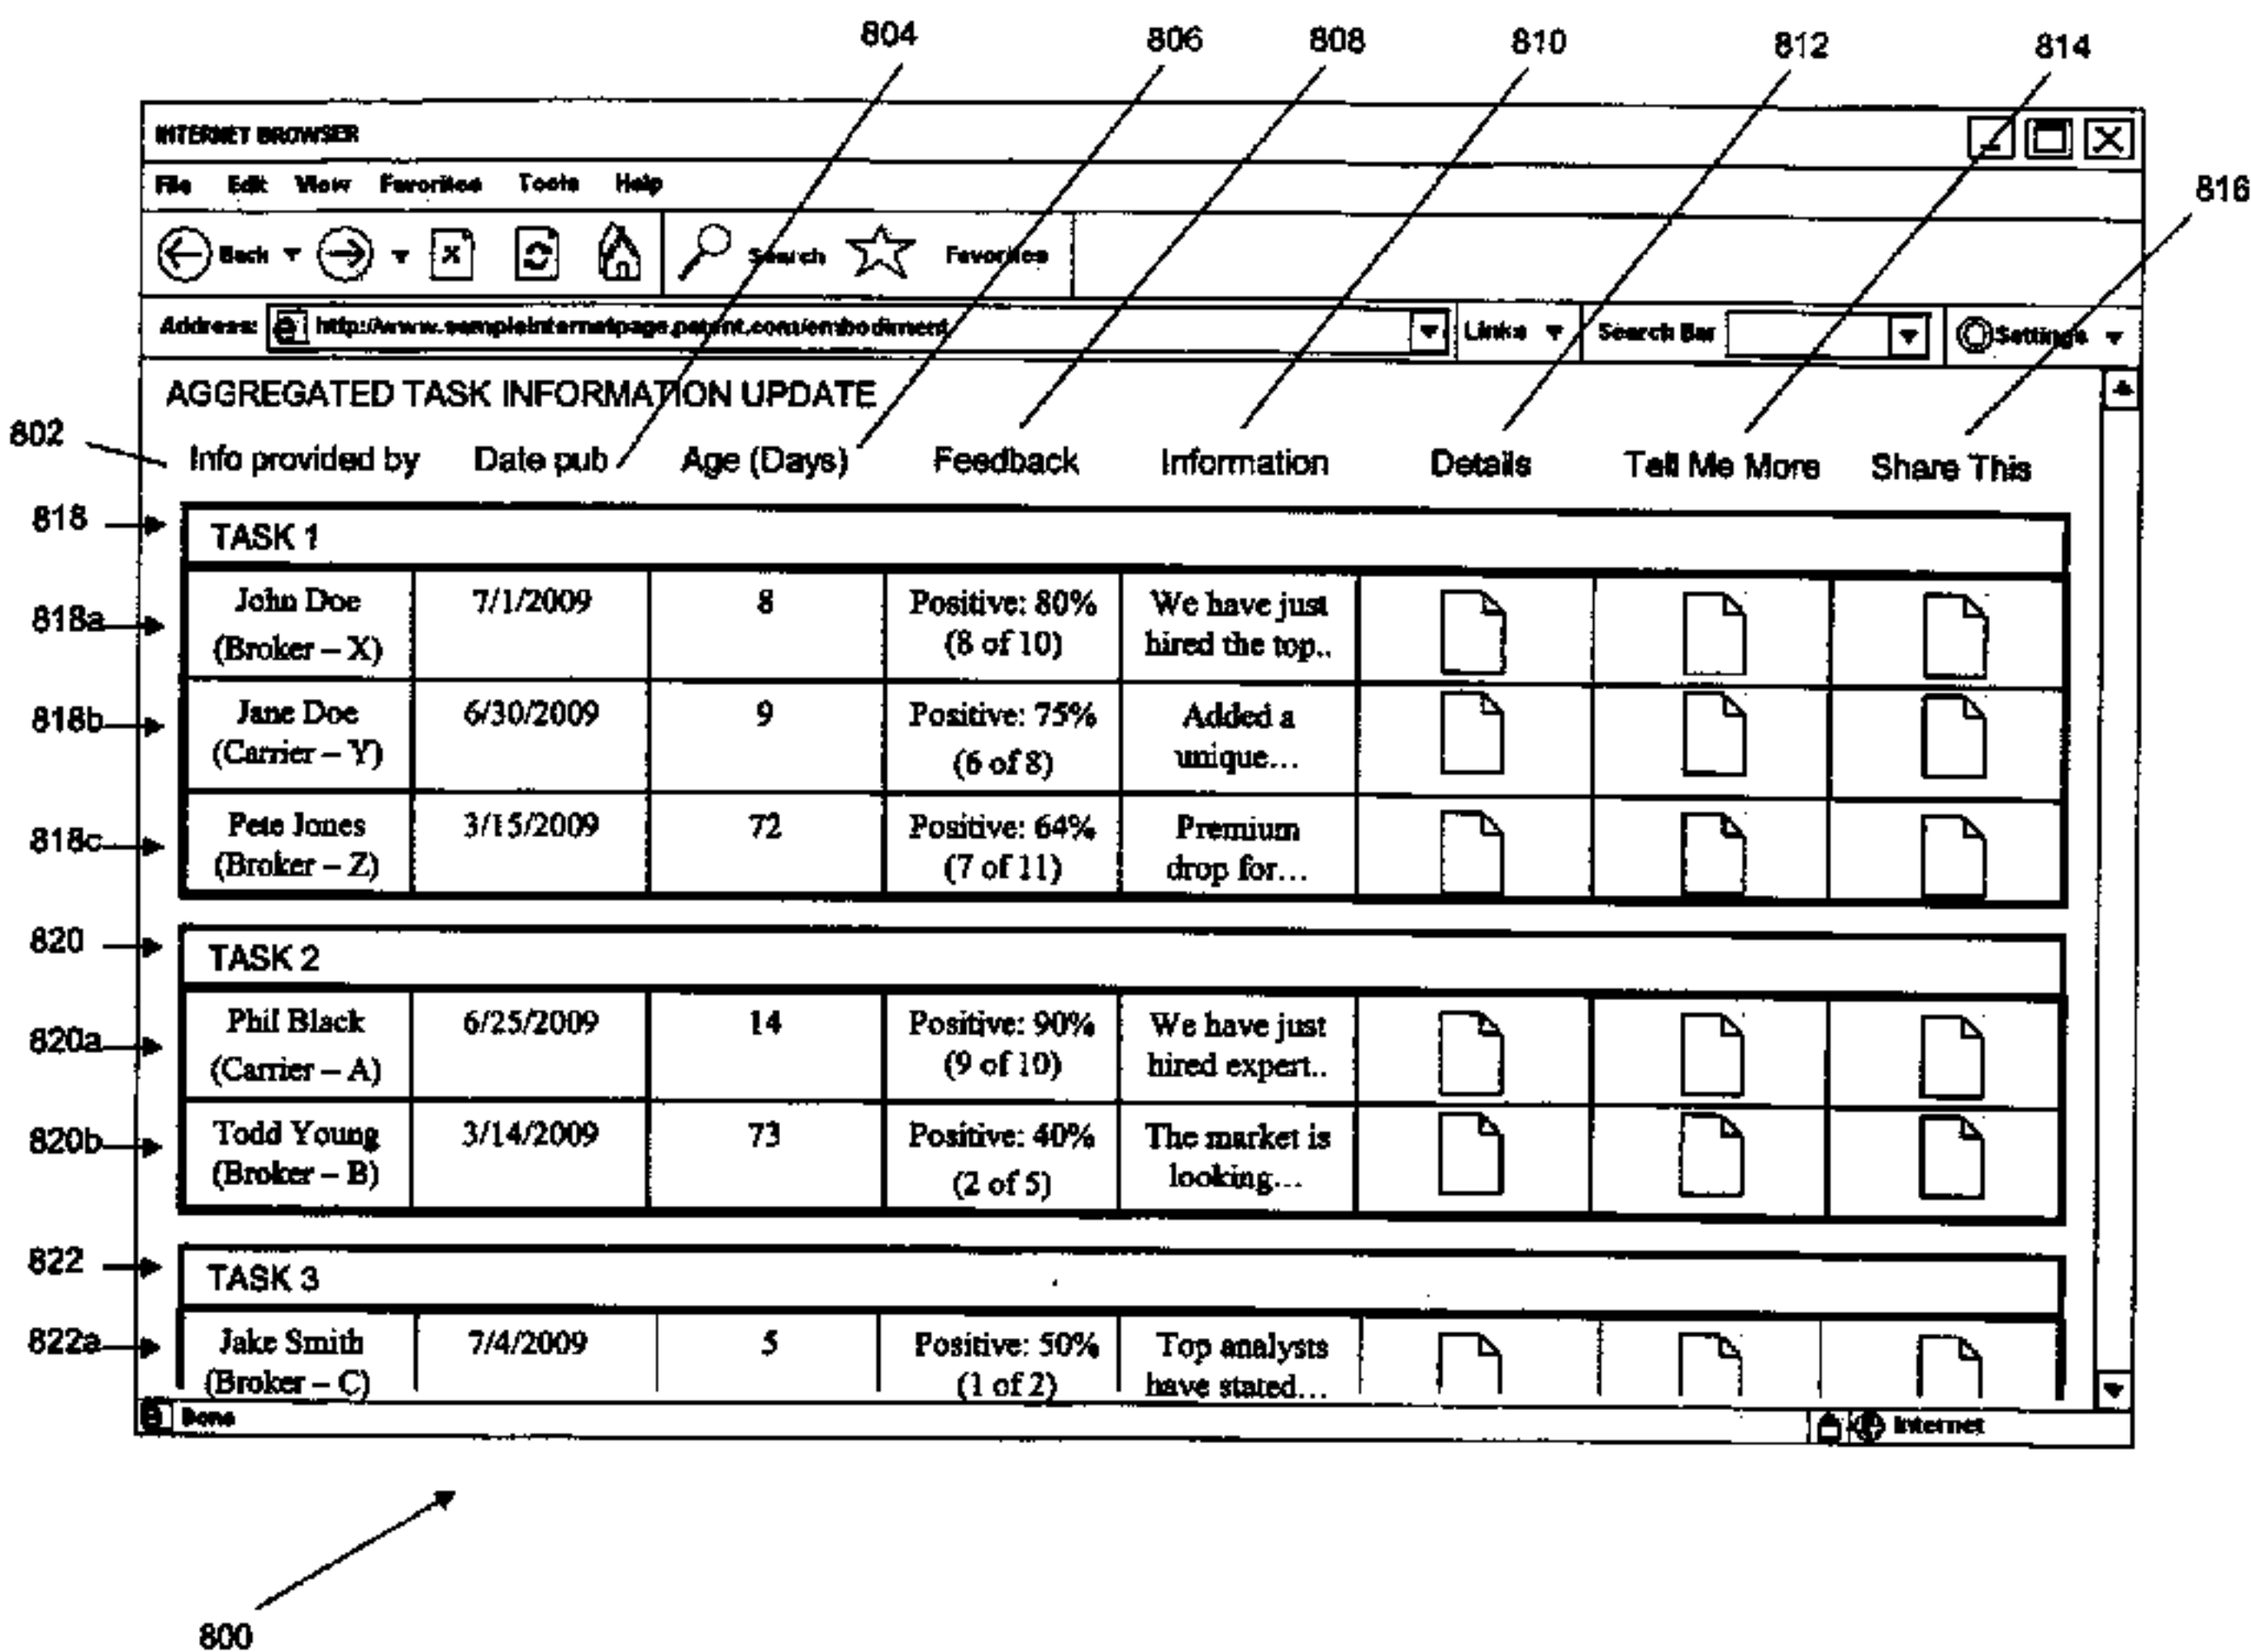 804 806 808 810 812 814
INTERNET BROWSER
File Edit View Favorites Tools Help
816
Back Search Favorites
Address: http://www.sampleinternetpage.patent.com/embodiment Links Search Bar Settings
AGGREGATED TASK INFORMATION UPDATE
802
Info provided by Date pub Age (Days) Feedback Information Details Tell Me More Share This
818
TASK 1
818a
John Doe 7/1/2009 8 Positive: 80% We have just
(Broker – X) (8 of 10) hired the top..
818b
Jane Doe 6/30/2009 9 Positive: 75% Added a
(Carrier – Y) (6 of 8) unique...
818c
Pete Jones 3/15/2009 72 Positive: 64% Premium
(Broker – Z) (7 of 11) drop for...
820
TASK 2
820a
Phil Black 6/25/2009 14 Positive: 90% We have just
(Carrier – A) (9 of 10) hired expert..
820b
Todd Young 3/14/2009 73 Positive: 40% The market is
(Broker – B) (2 of 5) looking...
822
TASK 3
822a
Jake Smith 7/4/2009 5 Positive: 50% Top analysts
(Broker – C) (1 of 2) have stated...
Done Internet
800